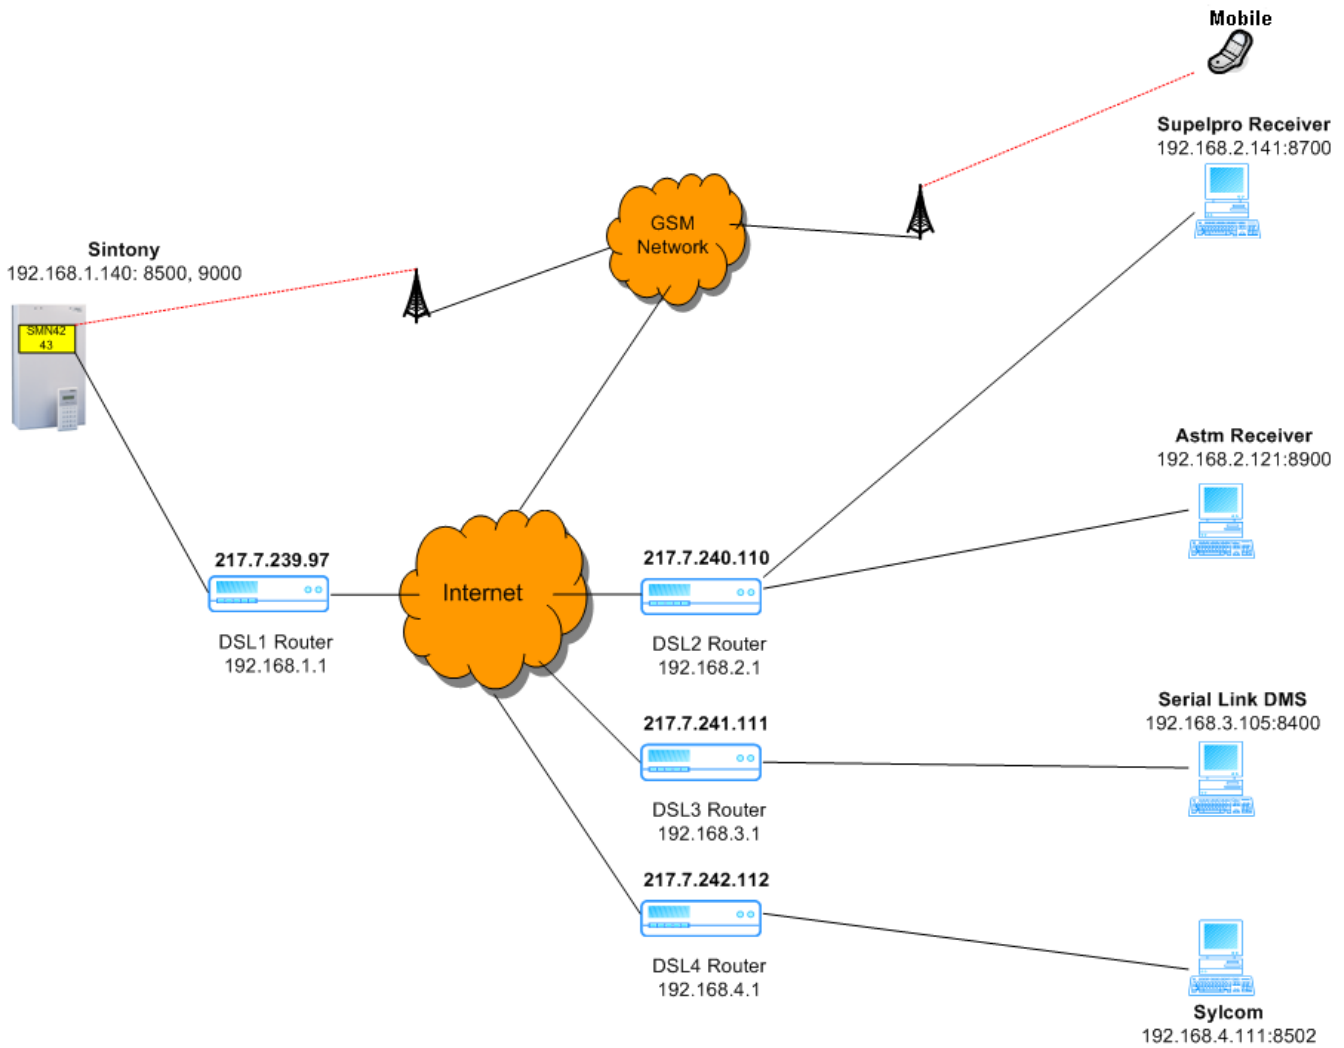 Mobile
Supelpro Receiver
192.168.2.141:8700
GSM
Network
Sintony
192.168.1.140: 8500, 9000
SMN42
43
Astm Receiver
192.168.2.121:8900
217.7.239.97
DSL1 Router
192.168.1.1
Internet
217.7.240.110
DSL2 Router
192.168.2.1
Serial Link DMS
192.168.3.105:8400
217.7.241.111
DSL3 Router
192.168.3.1
217.7.242.112
DSL4 Router
192.168.4.1
Sylcom
192.168.4.111:8502